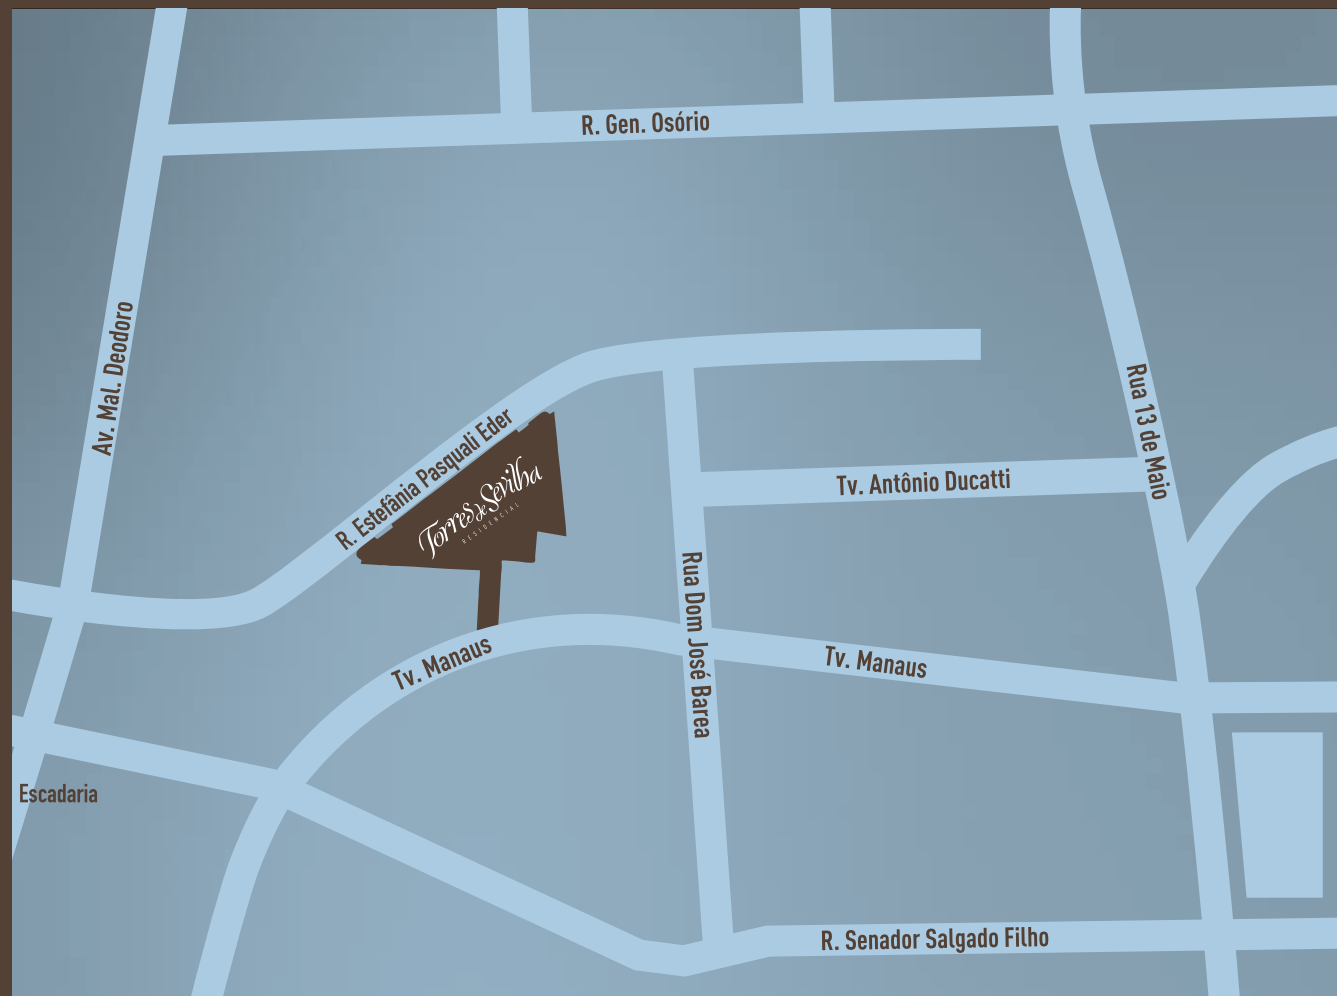 R. Gen. Osório
Av. Mal. Deodoro
Rua 13 de Maio
R. Estefânia Pasquali Eder
Torres de Sevilha
RESIDENCIAL
Tv. Antônio Ducatti
Rua Dom José Barea
Tv. Manaus
Tv. Manaus
Escadaria
R. Senador Salgado Filho